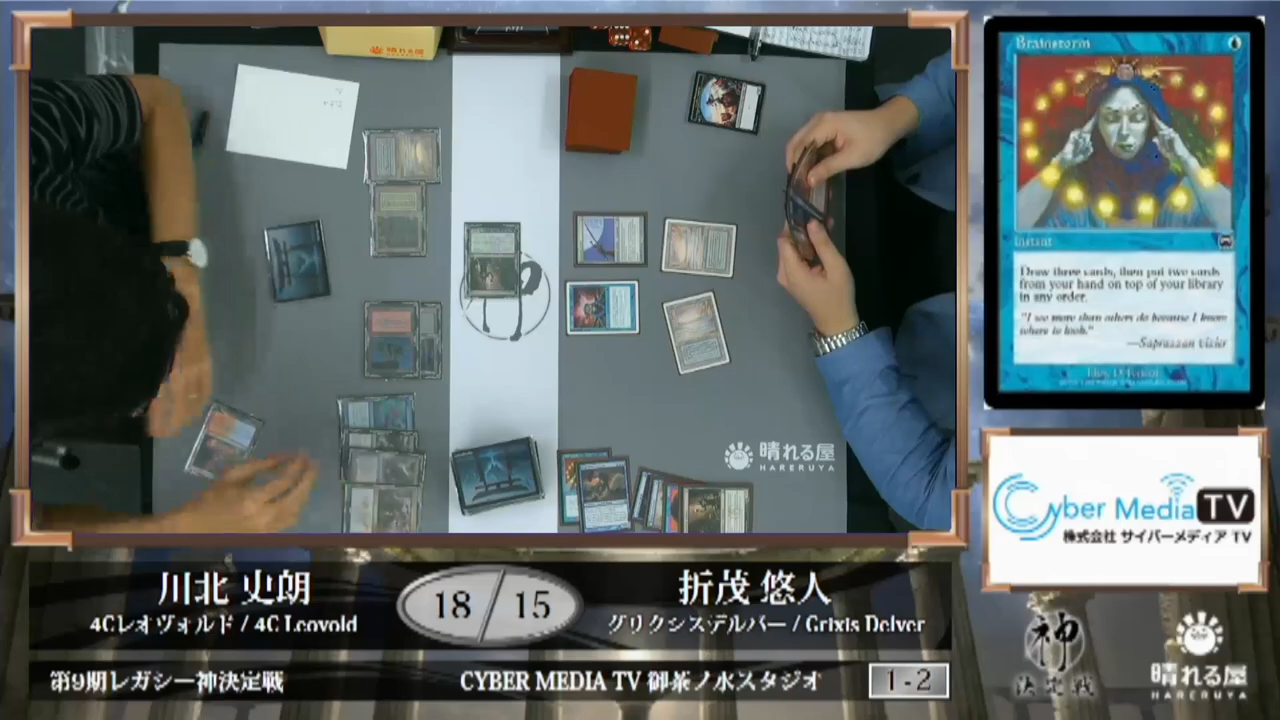 Brainstorm
Instant
Draw three cards, then put two cards
from your hand on top of your library
in any order.
"I see more than others do because I know
where to look."
—Saprazzan vizier
晴れる屋
晴れる屋
HARERUYA
Cyber Media TV
株式会社 サイバーメディア TV
川北 史朗
18 / 15
折茂 悠人
4Cレオヴォルド / 4C Leovold
グリクシスデルバー / Grixis Delver
第9期レガシー神決定戦
CYBER MEDIA TV 御茶ノ水スタジオ
1-2
神
決定戦
晴れる屋
HARERUYA